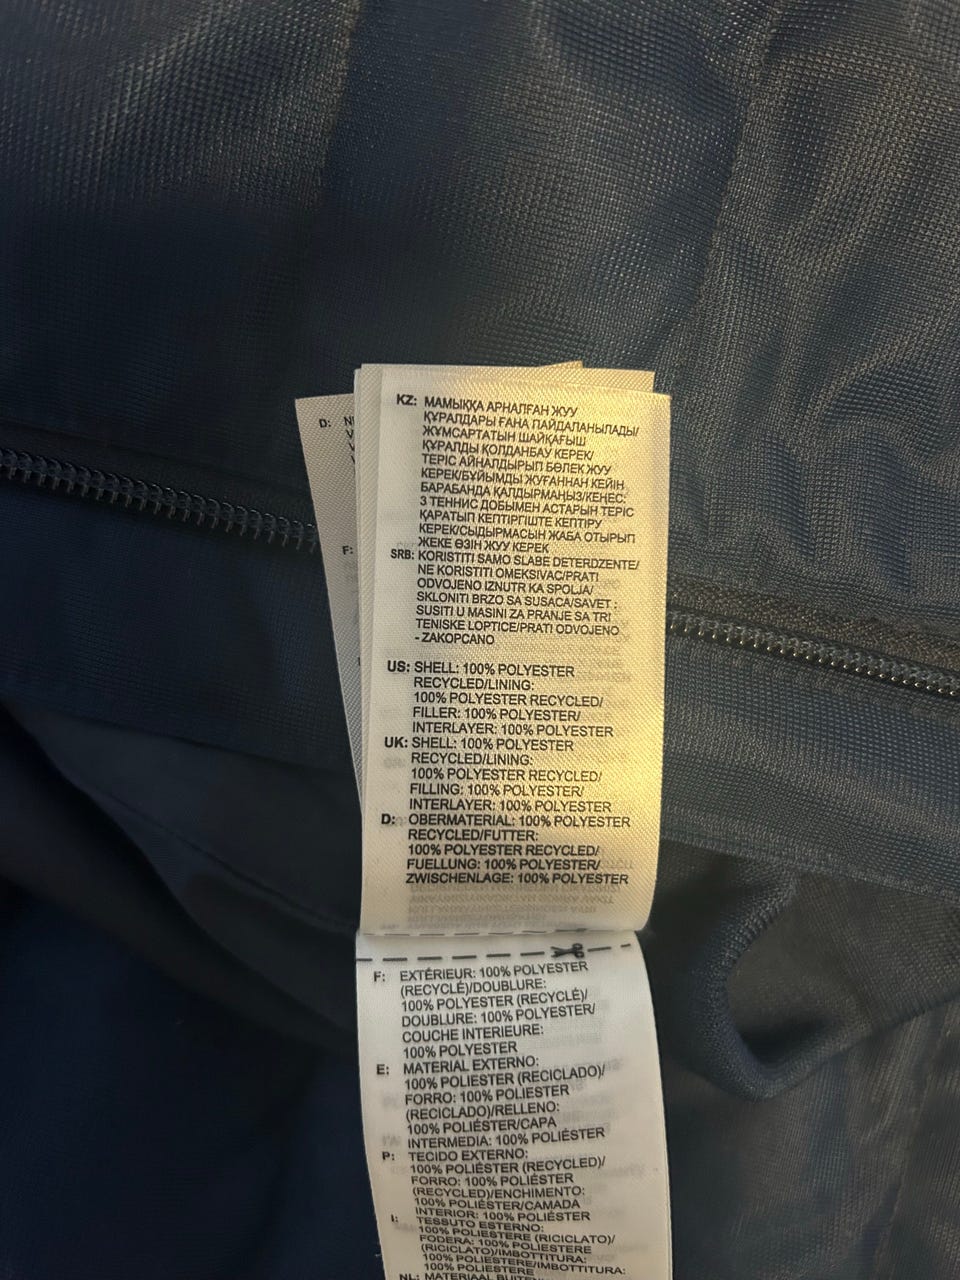 D:
F:
KZ: МАМЫҚҚА АРНАЛҒАН ЖУУ
ҚҰРАЛДАРЫ ҒАНА ПАЙДАЛАНЫЛАДЫ/
ЖҰМСАРТАТЫН ШАЙҚАҒЫШ
ҚҰРАЛДЫ ҚОЛДАНБАУ КЕРЕК/
ТЕРІС АЙНАЛДЫРЫП БӨЛЕК ЖУУ
КЕРЕК/БҰЙЫМДЫ ЖУҒАННАН КЕЙІН
БАРАБАНДА ҚАЛДЫРМАҢЫЗ/КЕҢЕС:
3 ТЕННИС ДОБЫМЕН АСТАРЫН ТЕРІС
ҚАРАТЫП КЕПТІРГІШТЕ КЕПТІРУ
КЕРЕК/СЫДЫРМАСЫН ЖАБА ОТЫРЫП
ЖЕКЕ ӨЗІН ЖУУ КЕРЕК
SRB: KORISTITI SAMO SLABE DETERDZENTE/
NE KORISTITI OMEKSIVAC/PRATI
ODVOJENO IZNUTR KA SPOLJA/
SKLONITI BRZO SA SUSACA/SAVET :
SUSITI U MASINI ZA PRANJE SA TRI
TENISKE LOPTICE/PRATI ODVOJENO
- ZAKOPCANO
US: SHELL: 100% POLYESTER
RECYCLED/LINING:
100% POLYESTER RECYCLED/
FILLER: 100% POLYESTER/
INTERLAYER: 100% POLYESTER
UK: SHELL: 100% POLYESTER
RECYCLED/LINING:
100% POLYESTER RECYCLED/
FILLING: 100% POLYESTER/
INTERLAYER: 100% POLYESTER
D: OBERMATERIAL: 100% POLYESTER
RECYCLED/FUTTER:
100% POLYESTER RECYCLED/
FUELLUNG: 100% POLYESTER/
ZWISCHENLAGE: 100% POLYESTER
F: EXTÉRIEUR: 100% POLYESTER
(RECYCLÉ)/DOUBLURE:
100% POLYESTER (RECYCLÉ)/
DOUBLURE: 100% POLYESTER/
COUCHE INTERIEURE:
100% POLYESTER
E: MATERIAL EXTERNO:
100% POLIÉSTER (RECICLADO)/
FORRO: 100% POLIÉSTER
(RECICLADO)/RELLENO:
100% POLIÉSTER/CAPA
INTERMEDIA: 100% POLIÉSTER
P: TECIDO EXTERNO:
100% POLIÉSTER (RECYCLED)/
FORRO: 100% POLIÉSTER
(RECYCLED)/ENCHIMENTO:
100% POLIÉSTER/CAMADA
INTERIOR: 100% POLIÉSTER
I: TESSUTO ESTERNO:
100% POLIESTERE (RICICLATO)/
FODERA: 100% POLIESTERE
(RICICLATO)/IMBOTTITURA:
100% POLIESTERE/IMBOTTITURA:
100% POLIESTERE
NL: MATERIAAL